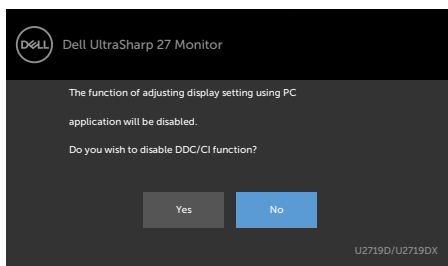 DELL
Dell UltraSharp 27 Monitor
The function of adjusting display setting using PC
application will be disabled.
Do you wish to disable DDC/CI function?
Yes
No
U2719D/U2719DX